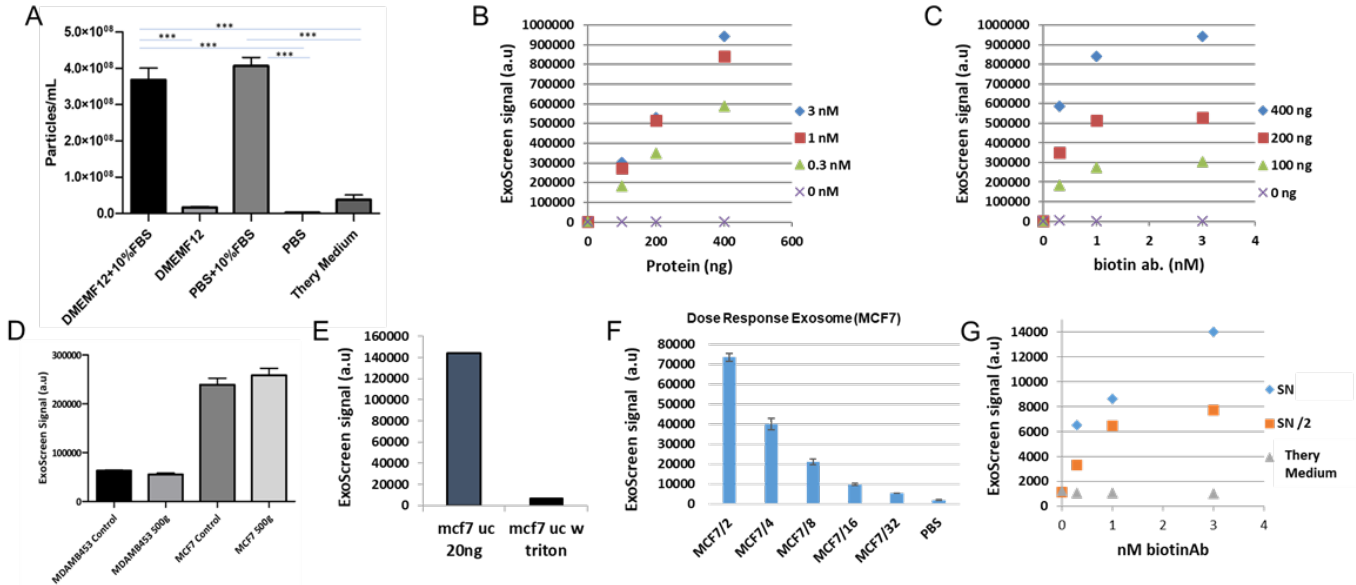 A
***
***
***
***
***
5.0×10⁰⁸
4.0×10⁰⁸
3.0×10⁰⁸
2.0×10⁰⁸
1.0×10⁰⁸
0.0
Particles/mL
DMEMF12+10%FBS
DMEMF12
PBS+10%FBS
PBS
Thery Medium
B
1000000
900000
800000
700000
600000
500000
400000
300000
200000
100000
0
ExoScreen signal (a.u)
0 200 400 600
Protein (ng)
3 nM
1 nM
0.3 nM
0 nM
C
1000000
900000
800000
700000
600000
500000
400000
300000
200000
100000
0
ExoScreen signal (a.u)
0 1 2 3 4
biotin ab. (nM)
400 ng
200 ng
100 ng
0 ng
D
300000
200000
100000
0
ExoScreen Signal (a.u)
MDAMB453 Control
MDAMB453 500g
MCF7 Control
MCF7 500g
E
160000
140000
120000
100000
80000
60000
40000
20000
0
ExoScreen signal (a.u)
mcf7 uc
20ng
mcf7 uc w
triton
F
Dose Response Exosome (MCF7)
80000
70000
60000
50000
40000
30000
20000
10000
0
ExoScreen signal (a.u)
MCF7/2
MCF7/4
MCF7/8
MCF7/16
MCF7/32
PBS
G
14000
12000
10000
8000
6000
4000
2000
0
ExoScreen signal (a.u)
0 1 2 3 4
nM biotinAb
SN
SN /2
Thery
Medium